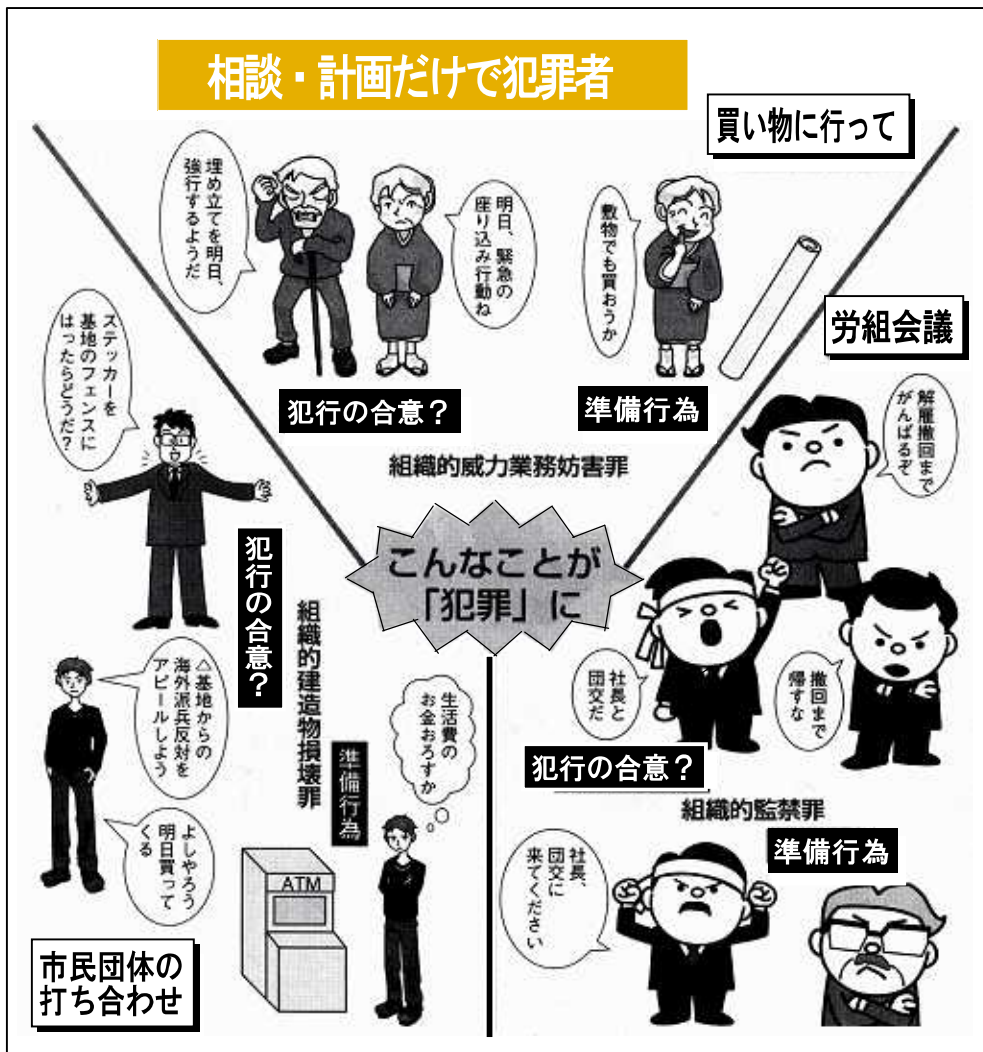 相談・計画だけで犯罪者
買い物に行って
埋め立てを明日、
強行するようだ
明日、緊急の
座り込み行動ね
敷物でも買おうか
犯行の合意？
準備行為
組織的威力業務妨害罪
労組会議
解雇撤回まで
がんばるぞ
社長と
団交だ
撤回まで
帰すな
犯行の合意？
組織的監禁罪
準備行為
社長、
団交に
来てください
こんなことが
「犯罪」に
ステッカーを
基地のフェンスに
はったらどうだ？
犯行の合意？
組織的建造物損壊罪
△基地からの
海外派兵反対を
アピールしよう
よしやろう
明日買って
くる
準備行為
生活費の
お金おろすか
ATM
市民団体の
打ち合わせ